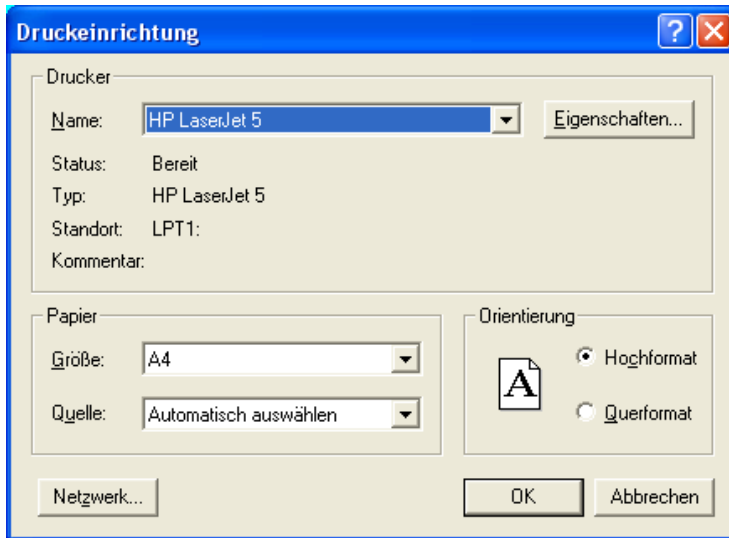 Druckeinrichtung
Drucker
Name: HP LaserJet 5 Eigenschaften...
Status: Bereit
Typ: HP LaserJet 5
Standort: LPT1:
Kommentar:
Papier
Größe: A4
Quelle: Automatisch auswählen
Orientierung
A
Hochformat
Querformat
Netzwerk... OK Abbrechen